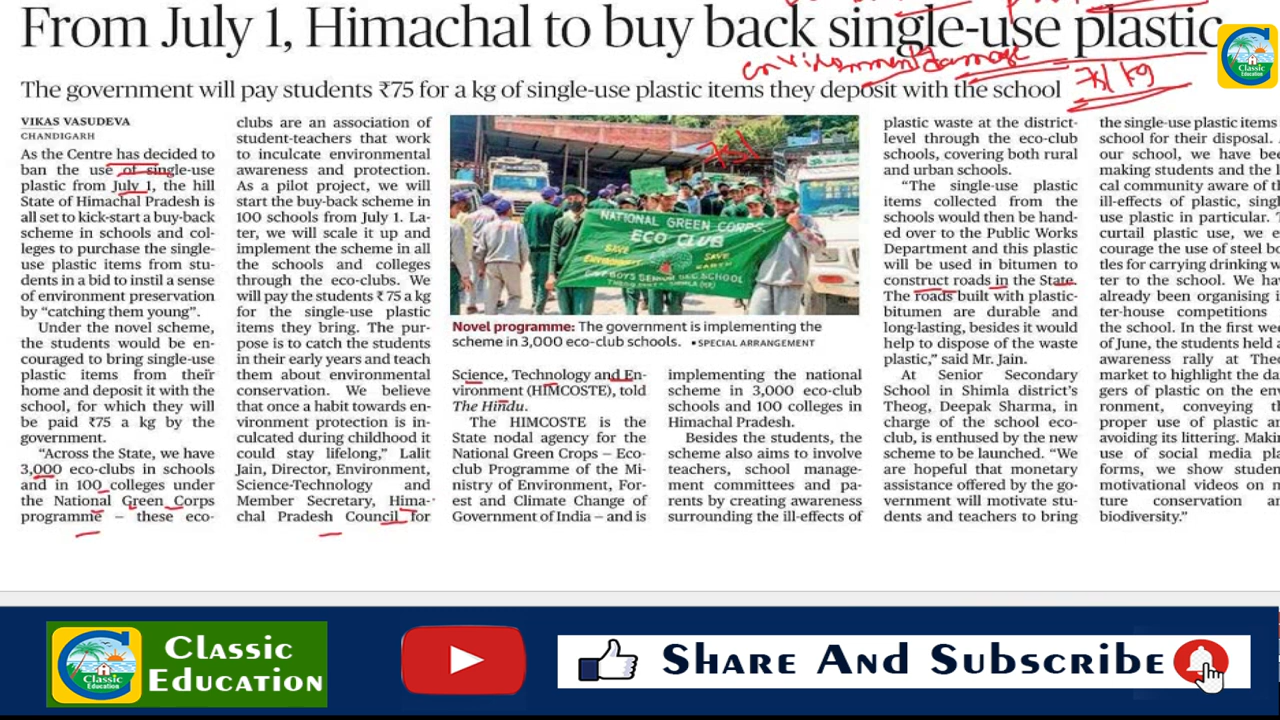 From July 1, Himachal to buy back single-use plastic
environment damage
75/kg
The government will pay students ₹75 for a kg of single-use plastic items they deposit with the school
Classic
Education
VIKAS VASUDEVA
CHANDIGARH
As the Centre has decided to
ban the use of single-use
plastic from July 1, the hill
State of Himachal Pradesh is
all set to kick-start a buy-back
scheme in schools and col-
leges to purchase the single-
use plastic items from stu-
dents in a bid to instil a sense
of environment preservation
by “catching them young”.
Under the novel scheme,
the students would be en-
couraged to bring single-use
plastic items from their
home and deposit it with the
school, for which they will
be paid ₹75 a kg by the
government.
“Across the State, we have
3,000 eco-clubs in schools
and in 100 colleges under
the National Green Corps
programme – these eco-
clubs are an association of
student-teachers that work
to inculcate environmental
awareness and protection.
As a pilot project, we will
start the buy-back scheme in
100 schools from July 1. La-
ter, we will scale it up and
implement the scheme in all
the schools and colleges
through the eco-clubs. We
will pay the students ₹ 75 a kg
for the single-use plastic
items they bring. The pur-
pose is to catch the students
in their early years and teach
them about environmental
conservation. We believe
that once a habit towards en-
vironment protection is in-
culcated during childhood it
could stay lifelong,” Lalit
Jain, Director, Environment,
Science-Technology and
Member Secretary, Hima-
chal Pradesh Council for
75/
NATIONAL GREEN CORPS,
ECO CLUB
SAVE
ENVIRONMENT
SAVE
EARTH
GOVT BOYS SENIOR SEC SCHOOL
Novel programme: The government is implementing the
scheme in 3,000 eco-club schools. • SPECIAL ARRANGEMENT
Science, Technology and En-
vironment (HIMCOSTE), told
The Hindu.
The HIMCOSTE is the
State nodal agency for the
National Green Crops – Eco-
club Programme of the Mi-
nistry of Environment, For-
est and Climate Change of
Government of India – and is
implementing the national
scheme in 3,000 eco-club
schools and 100 colleges in
Himachal Pradesh.
Besides the students, the
scheme also aims to involve
teachers, school manage-
ment committees and pa-
rents by creating awareness
surrounding the ill-effects of
plastic waste at the district-
level through the eco-club
schools, covering both rural
and urban schools.
“The single-use plastic
items collected from the
schools would then be hand-
ed over to the Public Works
Department and this plastic
will be used in bitumen to
construct roads in the State.
The roads built with plastic-
bitumen are durable and
long-lasting, besides it would
help to dispose of the waste
plastic,” said Mr. Jain.
At Senior Secondary
School in Shimla district’s
Theog, Deepak Sharma, in
charge of the school eco-
club, is enthused by the new
scheme to be launched. “We
are hopeful that monetary
assistance offered by the go-
vernment will motivate stu-
dents and teachers to bring
the single-use plastic items
school for their disposal.
our school, we have bee
making students and the l
cal community aware of th
ill-effects of plastic, singl
use plastic in particular.
curtail plastic use, we e
courage the use of steel bo
tles for carrying drinking w
ter to the school. We hav
already been organising i
ter-house competitions
the school. In the first wee
of June, the students held a
awareness rally at Theo
market to highlight the da
gers of plastic on the env
ronment, conveying th
proper use of plastic an
avoiding its littering. Makin
use of social media pla
forms, we show studen
motivational videos on n
ture conservation an
biodiversity.”
Classic
Education
Classic
Education
Share And Subscribe